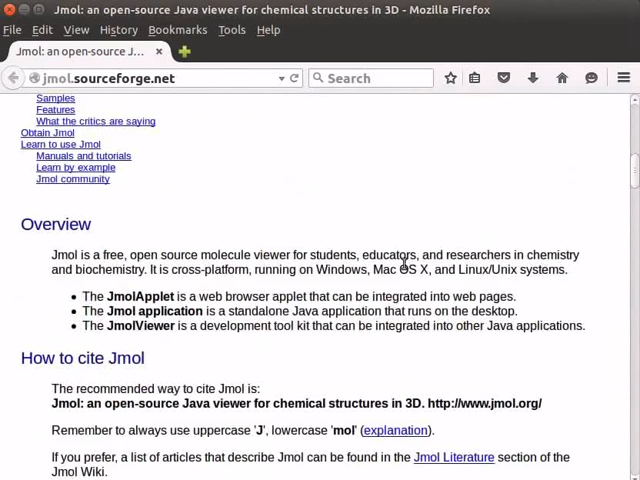 Jmol: an open-source Java viewer for chemical structures in 3D - Mozilla Firefox
File Edit View History Bookmarks Tools Help
Jmol: an open-source J...
jmol.sourceforge.net
Search
Samples
Features
What the critics are saying
Obtain Jmol
Learn to use Jmol
Manuals and tutorials
Learn by example
Jmol community
Overview
Jmol is a free, open source molecule viewer for students, educators, and researchers in chemistry
and biochemistry. It is cross-platform, running on Windows, Mac OS X, and Linux/Unix systems.
• The JmolApplet is a web browser applet that can be integrated into web pages.
• The Jmol application is a standalone Java application that runs on the desktop.
• The JmolViewer is a development tool kit that can be integrated into other Java applications.
How to cite Jmol
The recommended way to cite Jmol is:
Jmol: an open-source Java viewer for chemical structures in 3D. http://www.jmol.org/
Remember to always use uppercase 'J', lowercase 'mol' (explanation).
If you prefer, a list of articles that describe Jmol can be found in the Jmol Literature section of the
Jmol Wiki.